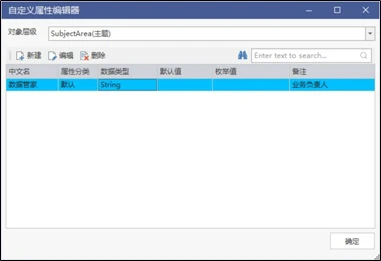 自定义属性编辑器
对象层级 SubjectArea(主题)
新建 编辑 删除 Enter text to search...
中文名 属性分类 数据类型 默认值 枚举值 备注
数据管家 默认 String 业务负责人
确定